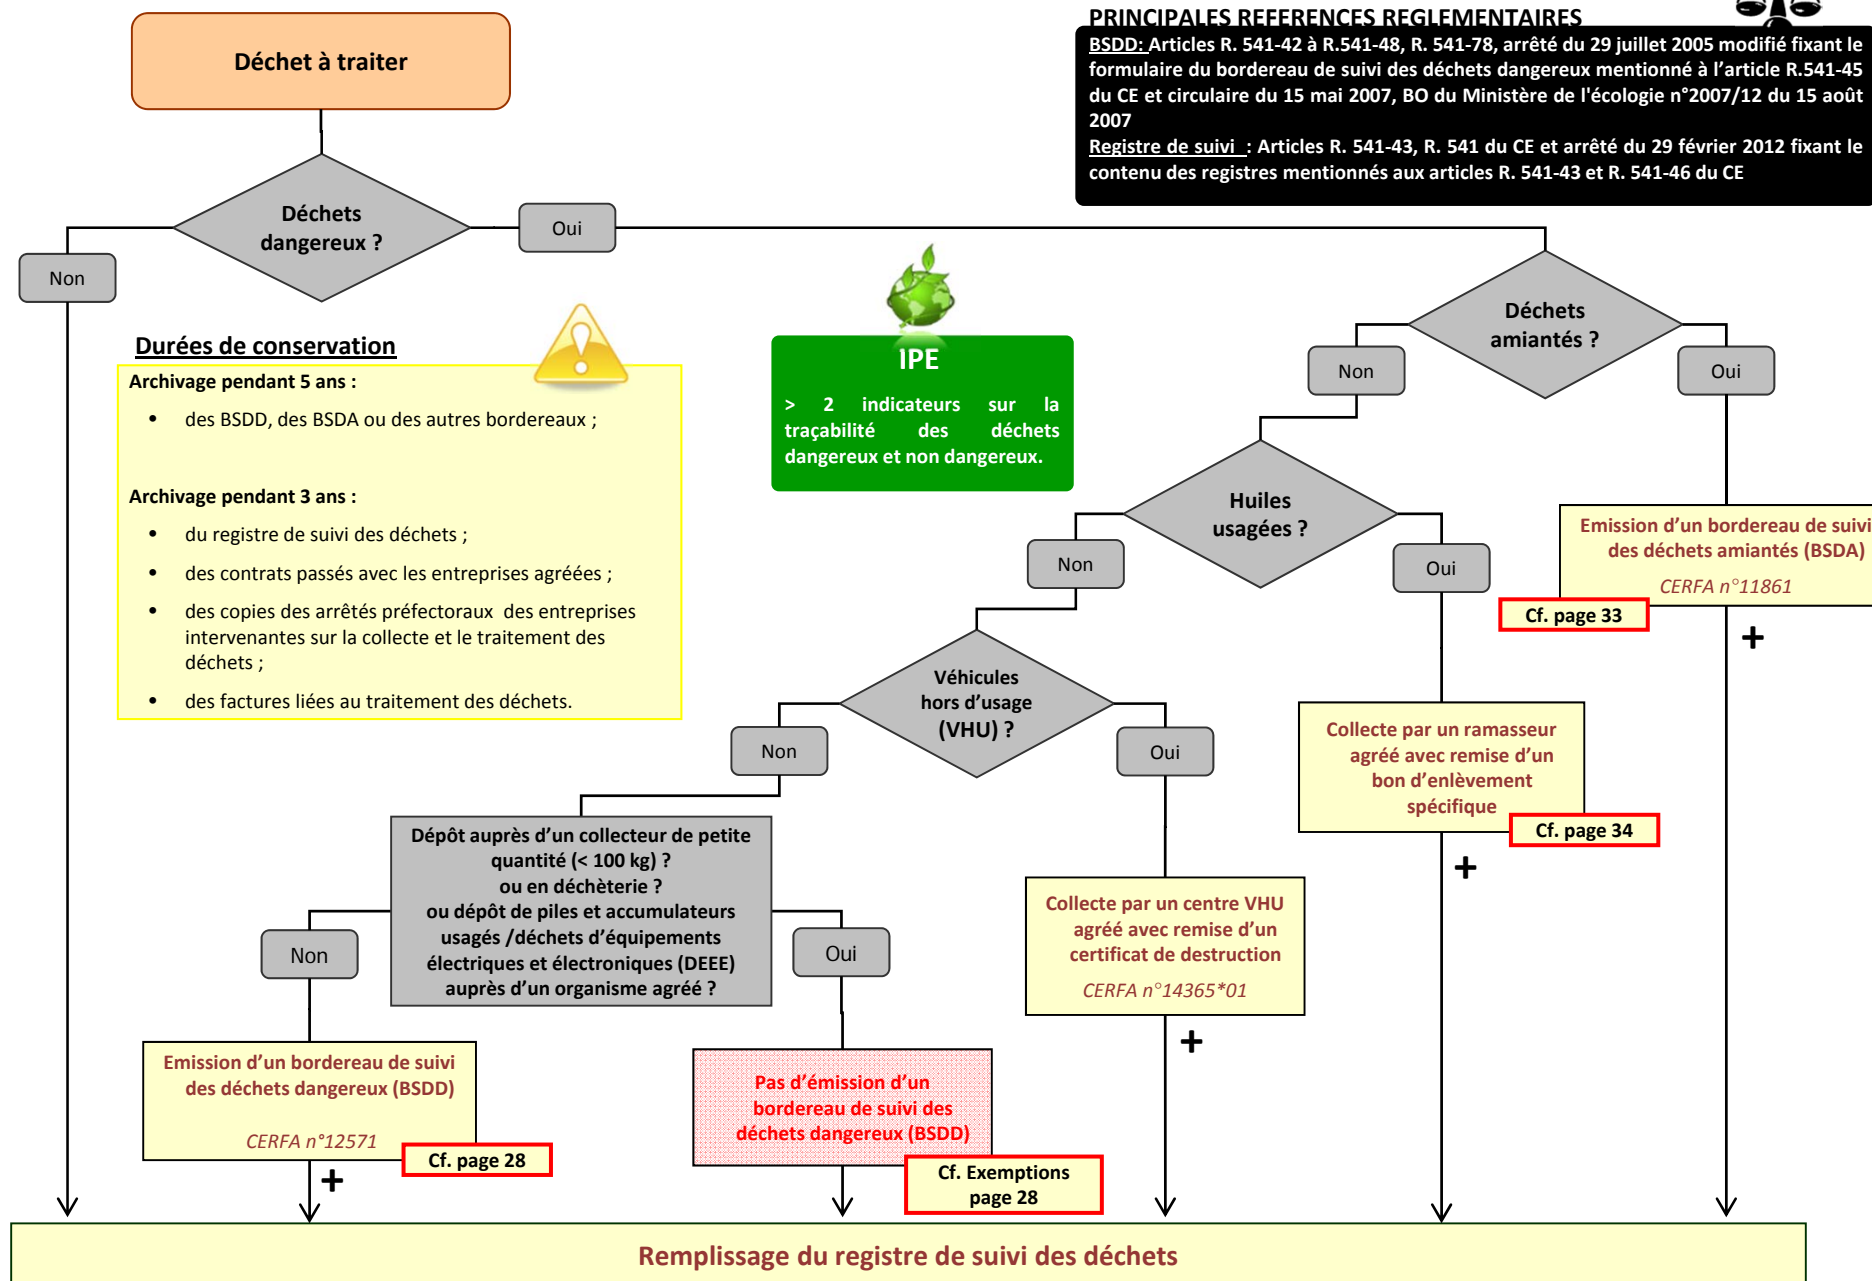 PRINCIPALES REFERENCES REGLEMENTAIRES
BSDD: Articles R. 541-42 à R.541-48, R. 541-78, arrêté du 29 juillet 2005 modifié fixant le
formulaire du bordereau de suivi des déchets dangereux mentionné à l’article R.541-45
du CE et circulaire du 15 mai 2007, BO du Ministère de l'écologie n°2007/12 du 15 août
2007
Registre de suivi : Articles R. 541-43, R. 541 du CE et arrêté du 29 février 2012 fixant le
contenu des registres mentionnés aux articles R. 541-43 et R. 541-46 du CE
Déchet à traiter
Déchets
dangereux ?
Oui
Non
Durées de conservation
Archivage pendant 5 ans :
• des BSDD, des BSDA ou des autres bordereaux ;
Archivage pendant 3 ans :
• du registre de suivi des déchets ;
• des contrats passés avec les entreprises agréées ;
• des copies des arrêtés préfectoraux des entreprises
intervenantes sur la collecte et le traitement des
déchets ;
• des factures liées au traitement des déchets.
IPE
> 2 indicateurs sur la
traçabilité des déchets
dangereux et non dangereux.
Déchets
amiantés ?
Non
Oui
Huiles
usagées ?
Non
Oui
Emission d’un bordereau de suivi
des déchets amiantés (BSDA)
CERFA n°11861
Cf. page 33
+
Véhicules
hors d’usage
(VHU) ?
Non
Oui
Collecte par un ramasseur
agréé avec remise d’un
bon d’enlèvement
spécifique
Cf. page 34
+
Dépôt auprès d’un collecteur de petite
quantité (< 100 kg) ?
ou en déchèterie ?
ou dépôt de piles et accumulateurs
usagés /déchets d’équipements
électriques et électroniques (DEEE)
auprès d’un organisme agréé ?
Non
Oui
Collecte par un centre VHU
agréé avec remise d’un
certificat de destruction
CERFA n°14365*01
+
Emission d’un bordereau de suivi
des déchets dangereux (BSDD)
CERFA n°12571
Cf. page 28
+
Pas d’émission d’un
bordereau de suivi des
déchets dangereux (BSDD)
Cf. Exemptions
page 28
Remplissage du registre de suivi des déchets